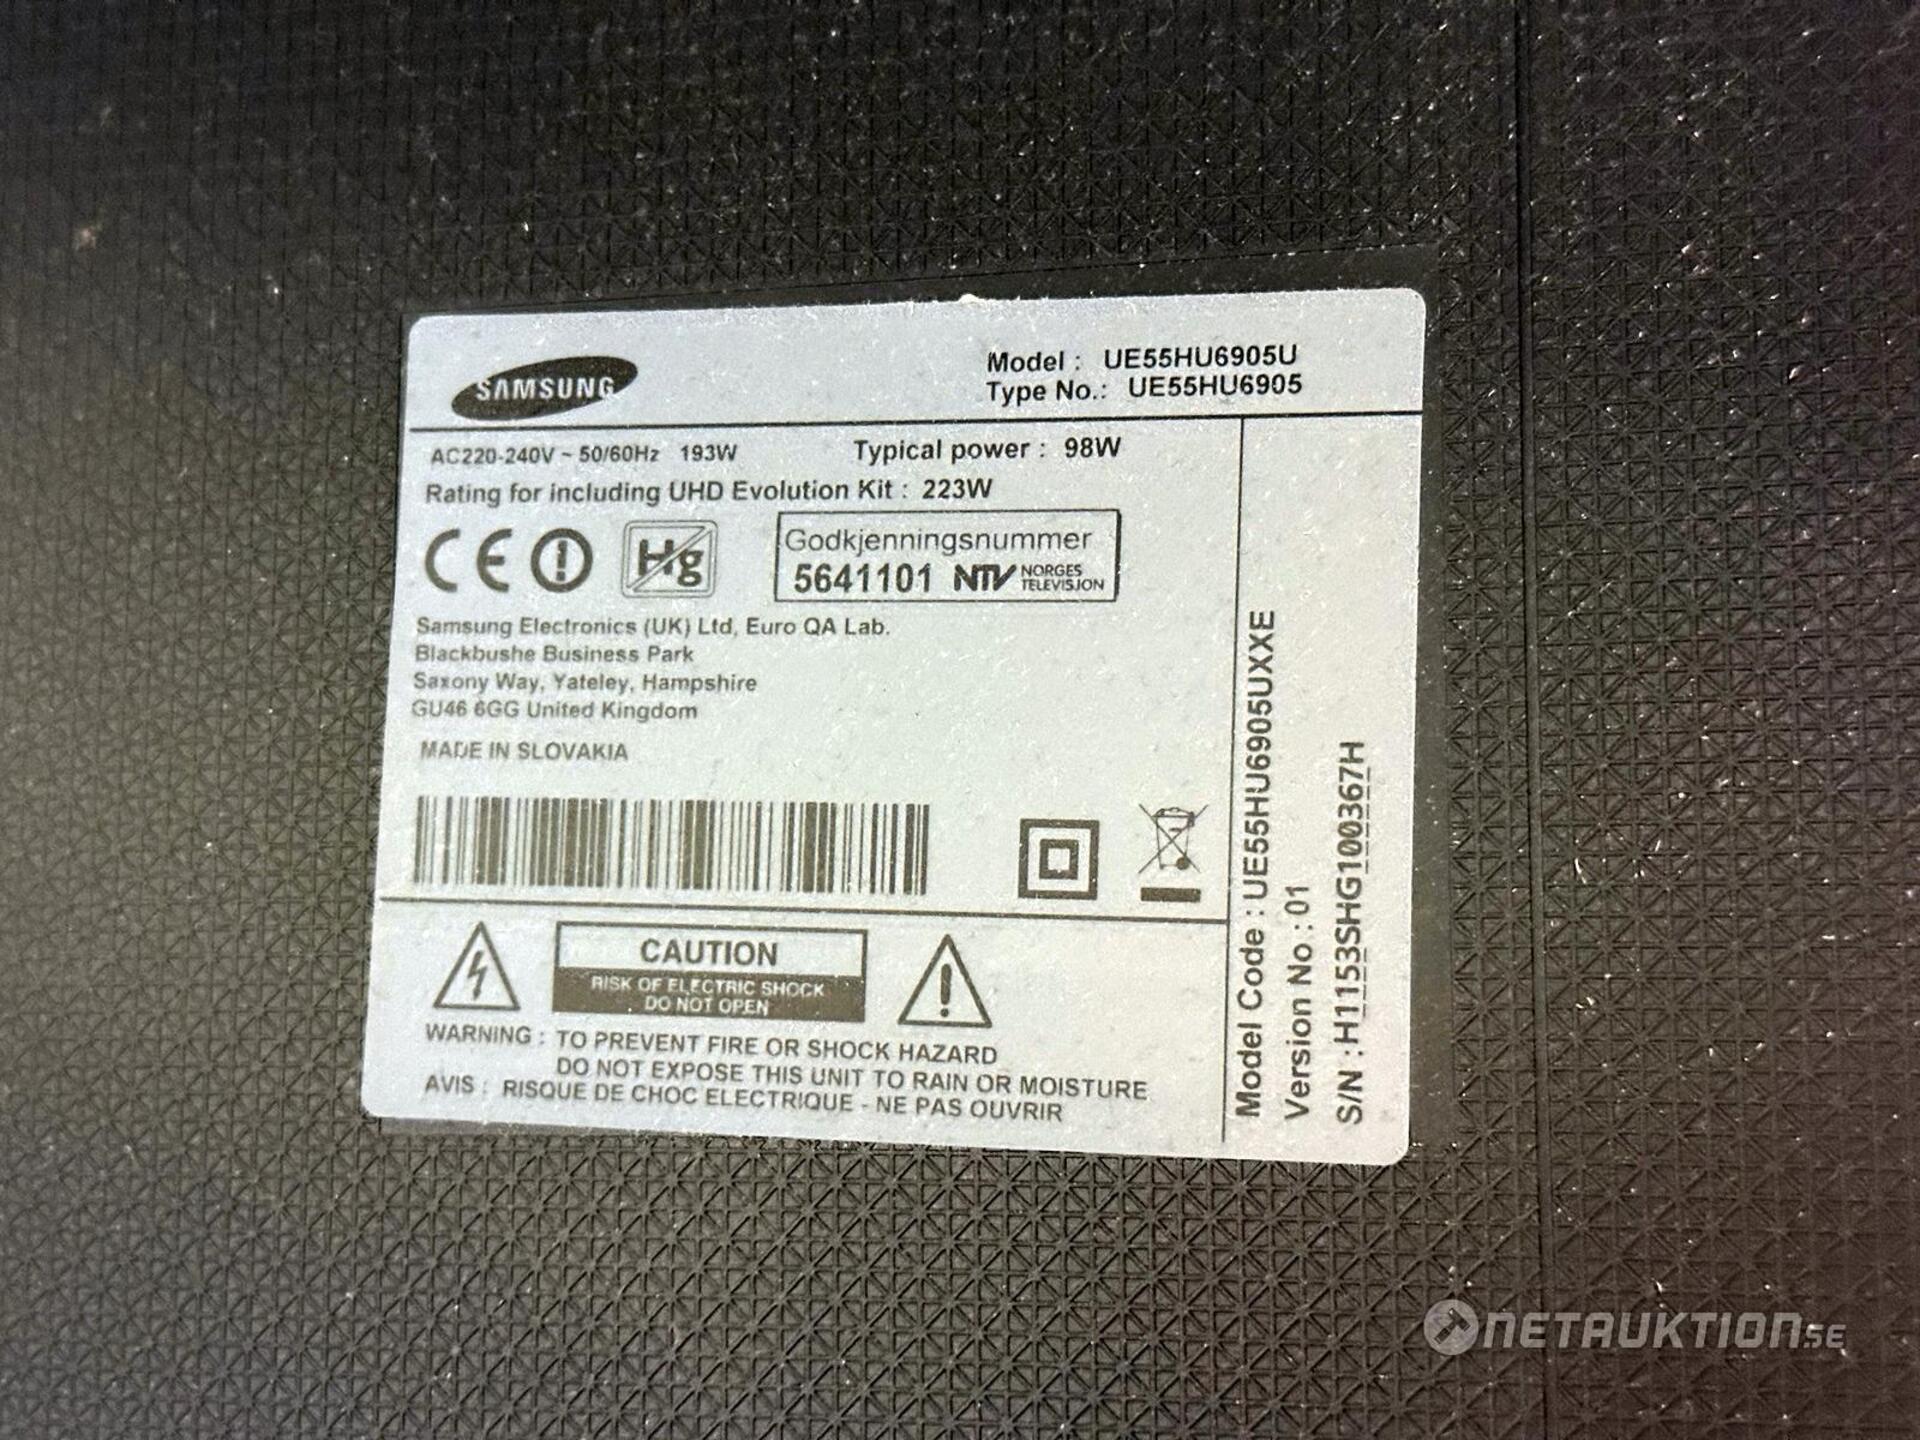 SAMSUNG
Model : UE55HU6905U
Type No.: UE55HU6905
AC220-240V ~ 50/60Hz 193W Typical power : 98W
Rating for including UHD Evolution Kit : 223W
CE
Hg
Godkjenningsnummer
5641101 NTV NORGES TELEVISJON
Samsung Electronics (UK) Ltd, Euro QA Lab.
Blackbushe Business Park
Saxony Way, Yateley, Hampshire
GU46 6GG United Kingdom
MADE IN SLOVAKIA
CAUTION
RISK OF ELECTRIC SHOCK
DO NOT OPEN
WARNING : TO PREVENT FIRE OR SHOCK HAZARD
DO NOT EXPOSE THIS UNIT TO RAIN OR MOISTURE
AVIS : RISQUE DE CHOC ELECTRIQUE - NE PAS OUVRIR
Model Code : UE55HU6905UXXE
Version No : 01
S/N : H1153SHG100367H
NETAUKTION.SE